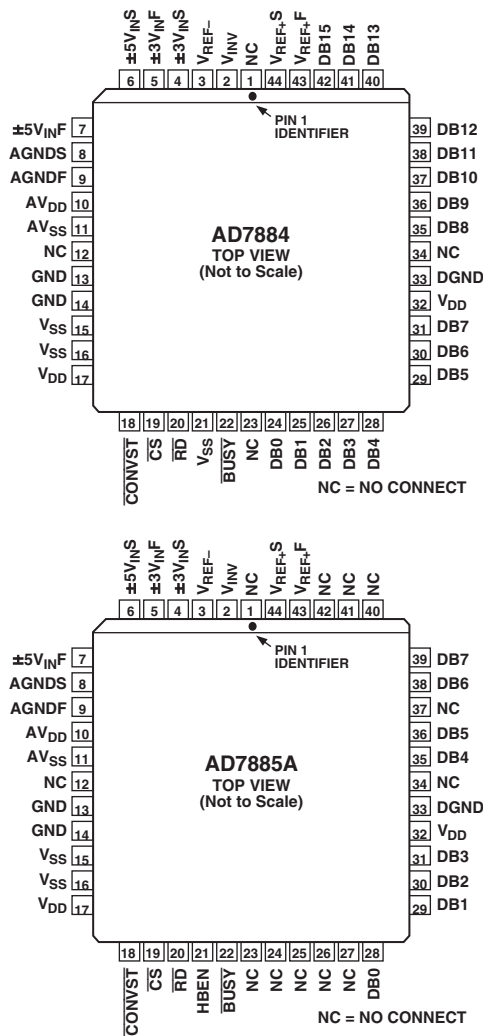 ±5VINS ±3VINF ±3VINS VREF– VINV NC VREF+S VREF+F DB15 DB14 DB13
6 5 4 3 2 1 44 43 42 41 40
PIN 1
IDENTIFIER
±5VINF 7
AGNDS 8
AGNDF 9
AVDD 10
AVSS 11
NC 12
GND 13
GND 14
VSS 15
VSS 16
VDD 17
AD7884
TOP VIEW
(Not to Scale)
39 DB12
38 DB11
37 DB10
36 DB9
35 DB8
34 NC
33 DGND
32 VDD
31 DB7
30 DB6
29 DB5
18 19 20 21 22 23 24 25 26 27 28
CONVST CS RD VSS BUSY NC DB0 DB1 DB2 DB3 DB4
NC = NO CONNECT
±5VINS ±3VINF ±3VINS VREF– VINV NC VREF+S VREF+F NC NC NC
6 5 4 3 2 1 44 43 42 41 40
PIN 1
IDENTIFIER
±5VINF 7
AGNDS 8
AGNDF 9
AVDD 10
AVSS 11
NC 12
GND 13
GND 14
VSS 15
VSS 16
VDD 17
AD7885A
TOP VIEW
(Not to Scale)
39 DB7
38 DB6
37 NC
36 DB5
35 DB4
34 NC
33 DGND
32 VDD
31 DB3
30 DB2
29 DB1
18 19 20 21 22 23 24 25 26 27 28
CONVST CS RD HBEN BUSY NC NC NC NC NC DB0
NC = NO CONNECT